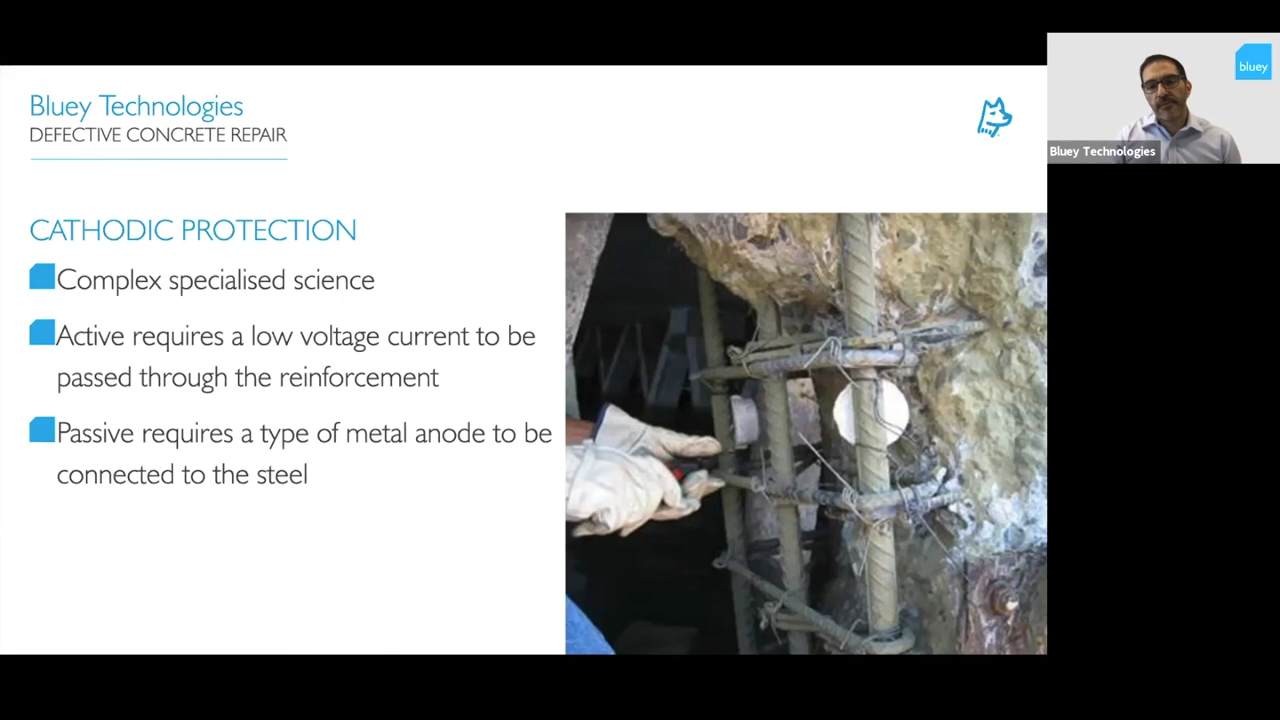 Bluey Technologies
DEFECTIVE CONCRETE REPAIR
bluey
Bluey Technologies
CATHODIC PROTECTION
Complex specialised science
Active requires a low voltage current to be
passed through the reinforcement
Passive requires a type of metal anode to be
connected to the steel